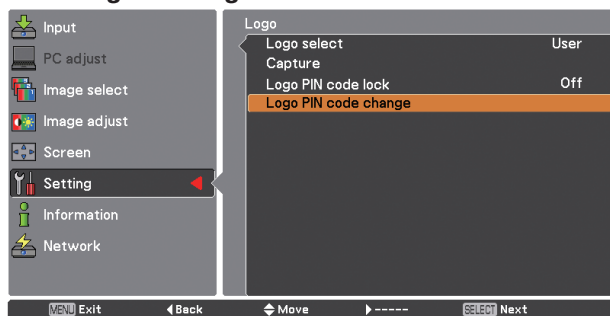 Input
PC adjust
Image select
Image adjust
Screen
Setting
Information
Network
Logo
Logo select User
Capture
Logo PIN code lock Off
Logo PIN code change
MENU Exit Back Move ----- SELECT Next